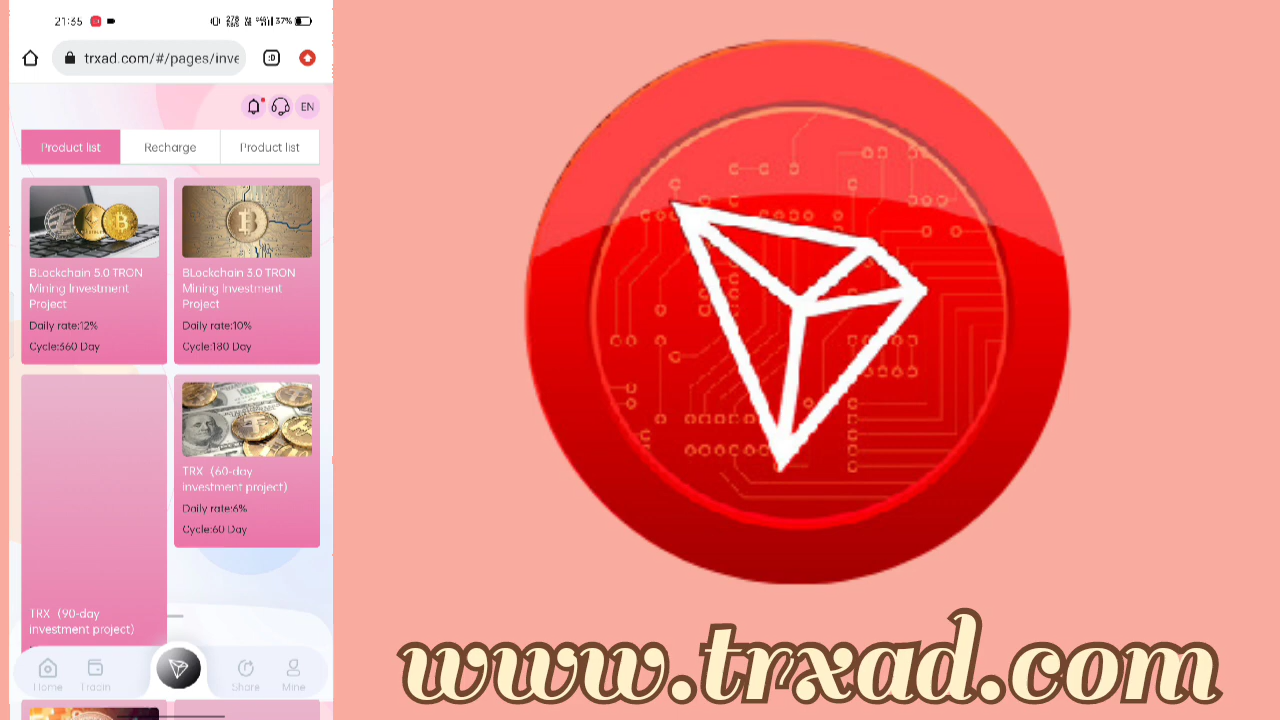 21:35
37%
trxad.com/#/pages/inve
:D
EN
Product list
Recharge
Product list
BLockchain 5.0 TRON
Mining Investment
Project
Daily rate:12%
Cycle:360 Day
BLockchain 3.0 TRON
Mining Investment
Project
Daily rate:10%
Cycle:180 Day
TRX（60-day
investment project）
Daily rate:6%
Cycle:60 Day
TRX（90-day
investment project）
Home
Share
Mine
www.trxad.com